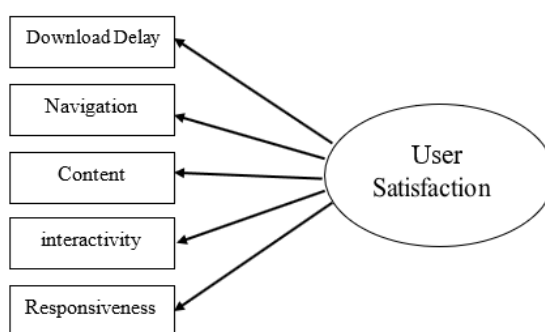 Download Delay
Navigation
Content
interactivity
Responsiveness
User
Satisfaction